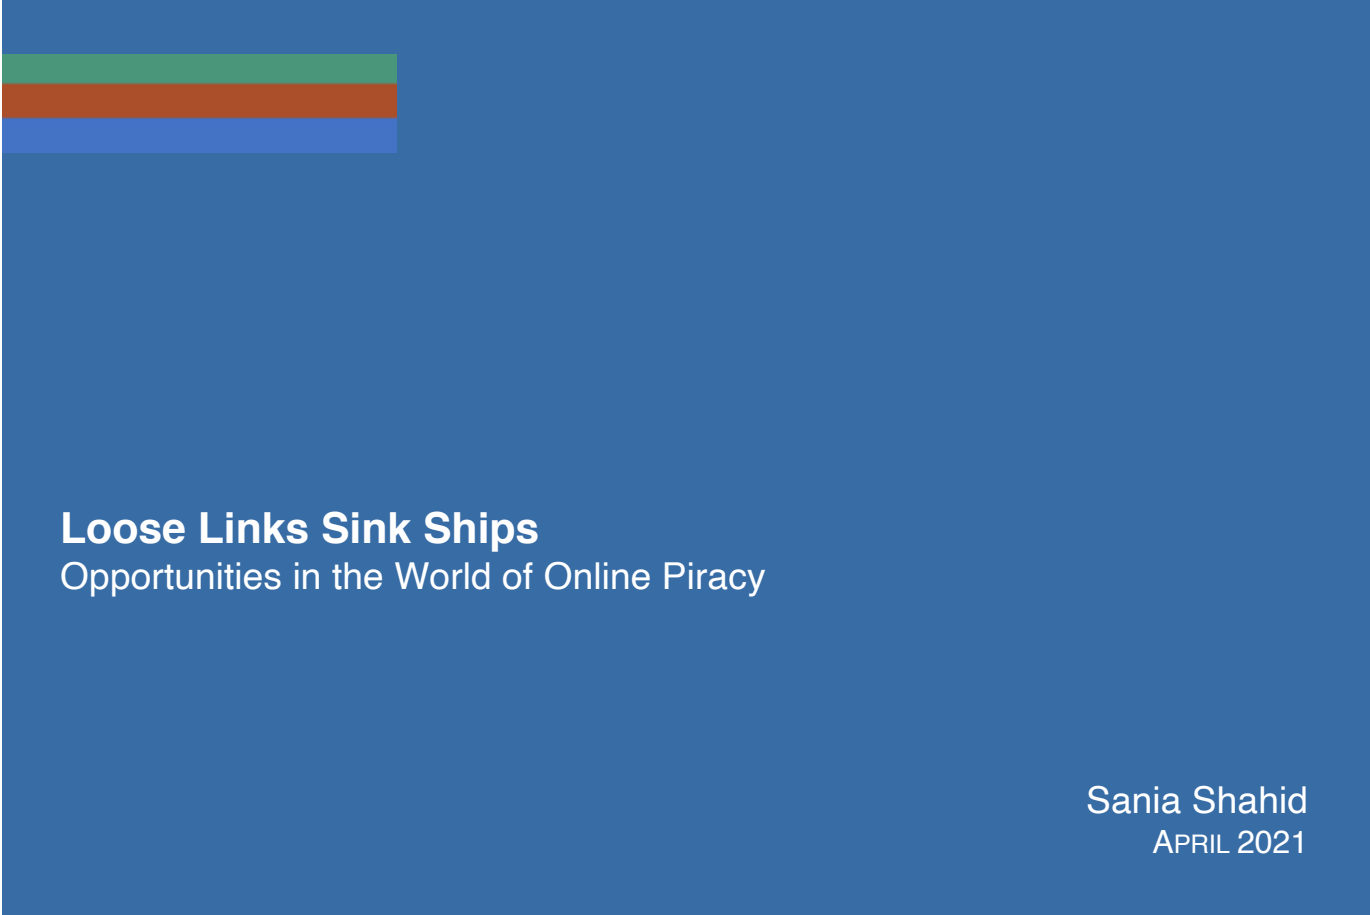 Loose Links Sink Ships
Opportunities in the World of Online Piracy
Sania Shahid
APRIL 2021